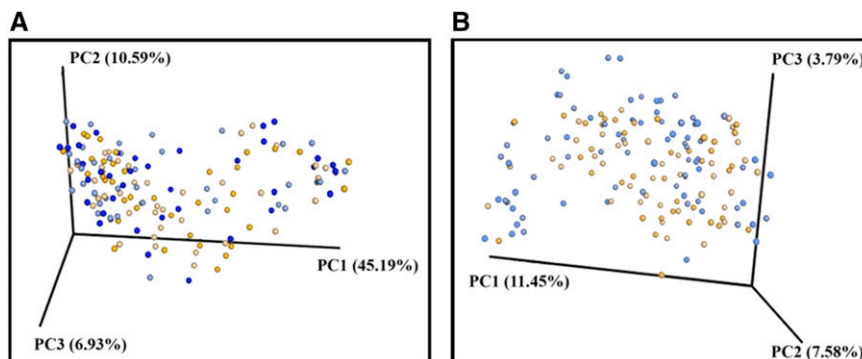 A
PC2 (10.59%)
PC1 (45.19%)
PC3 (6.93%)
B
PC3 (3.79%)
PC1 (11.45%)
PC2 (7.58%)